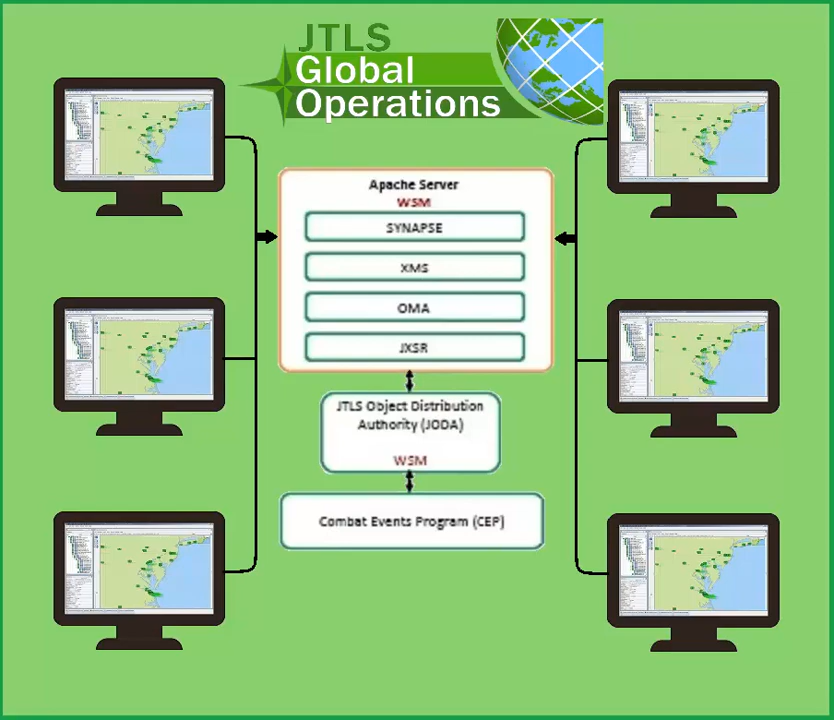 JTLS
Global
Operations
Apache Server
WSM
SYNAPSE
XMS
OMA
JXSR
JTLS Object Distribution
Authority (JODA)
WSM
Combat Events Program (CEP)